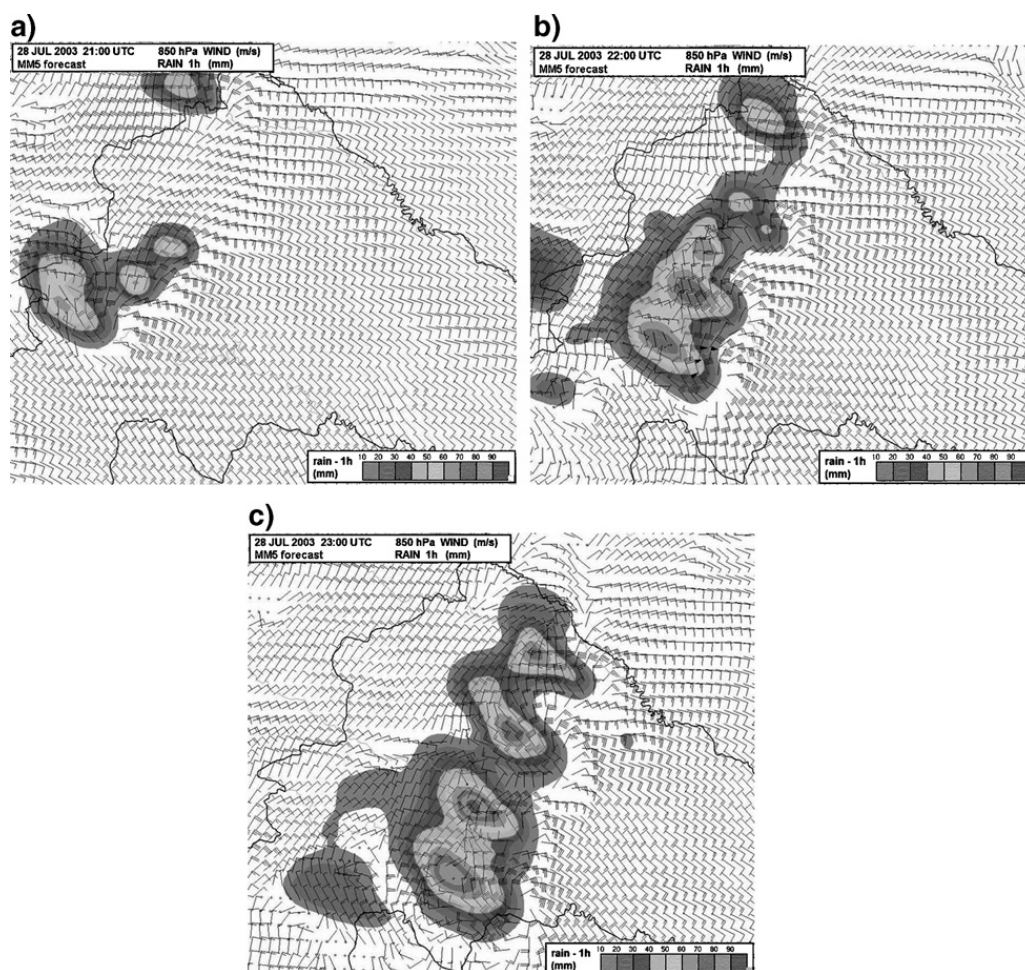 a)
28 JUL 2003 21:00 UTC 850 hPa WIND (m/s)
MM5 forecast RAIN 1h (mm)
rain - 1h
(mm)
10 20 30 40 50 60 70 80 90
b)
28 JUL 2003 22:00 UTC 850 hPa WIND (m/s)
MM5 forecast RAIN 1h (mm)
rain - 1h
(mm)
10 20 30 40 50 60 70 80 90
c)
28 JUL 2003 23:00 UTC 850 hPa WIND (m/s)
MM5 forecast RAIN 1h (mm)
rain - 1h
(mm)
10 20 30 40 50 60 70 80 90